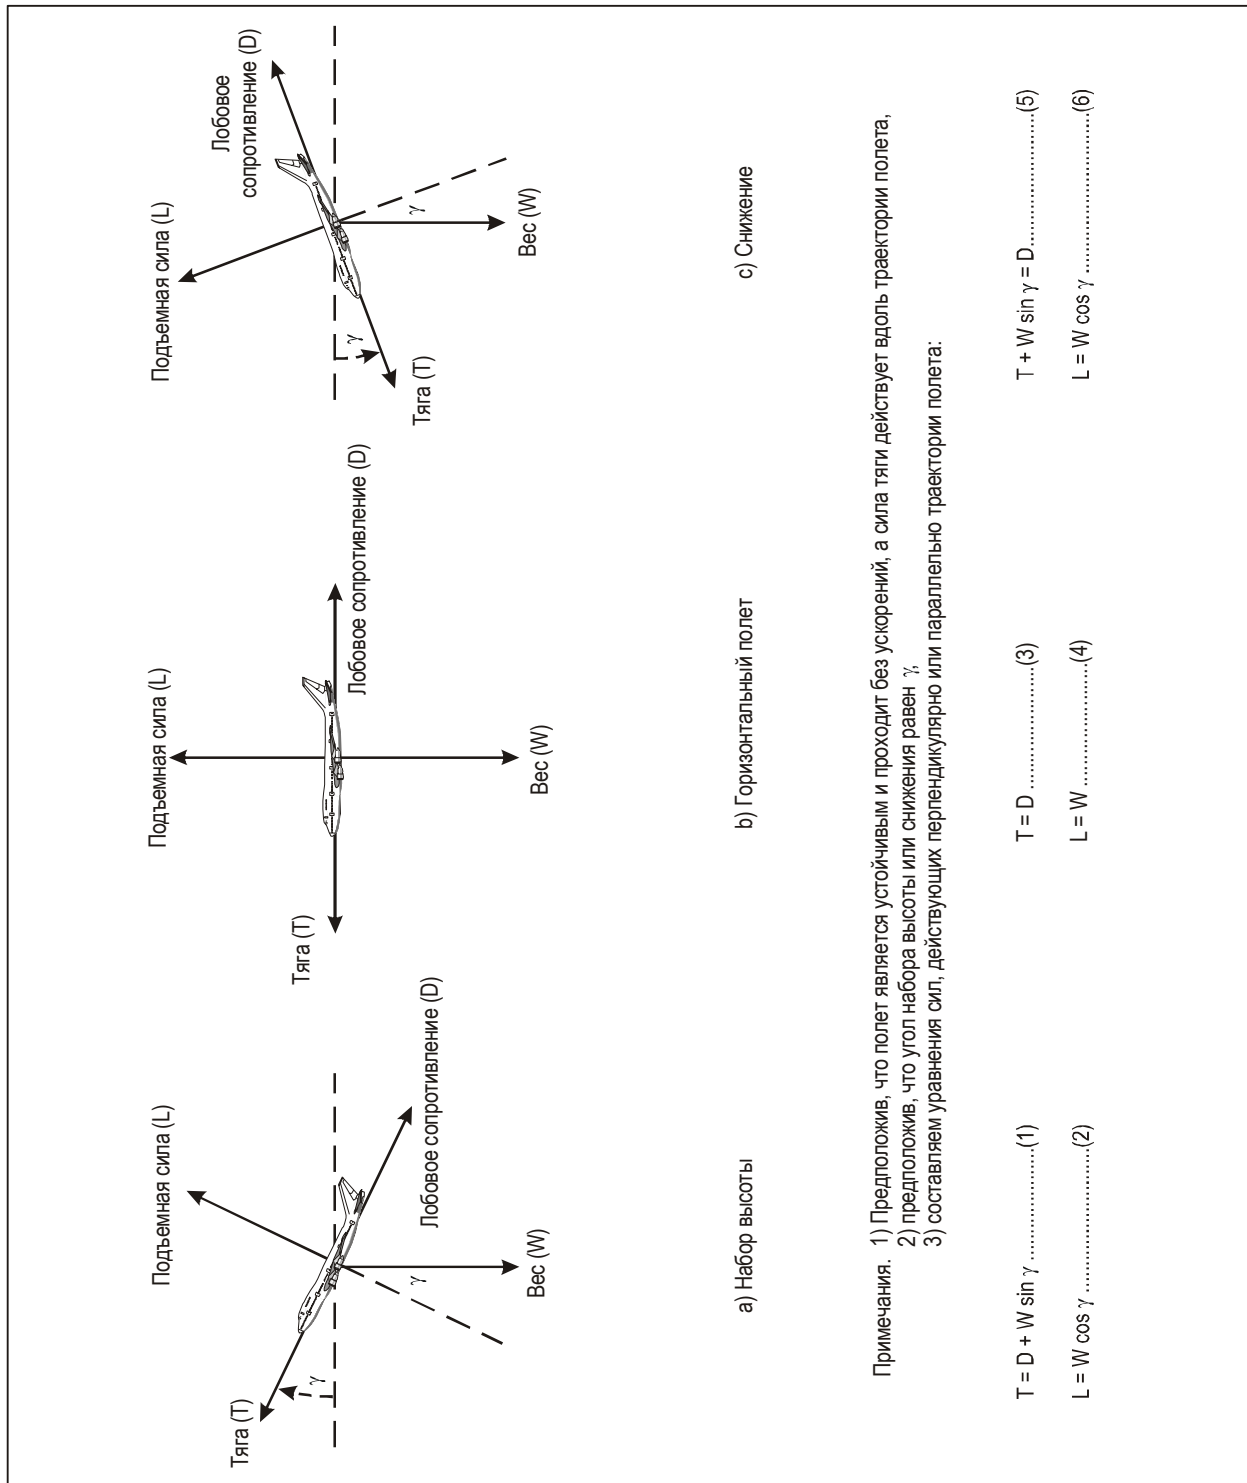 Подъемная сила (L)
Тяга (T)
γ
Лобовое сопротивление (D)
γ
Вес (W)
Подъемная сила (L)
Тяга (T)
Лобовое сопротивление (D)
Вес (W)
Подъемная сила (L)
Лобовое
сопротивление (D)
γ
Тяга (T)
γ
Вес (W)
a) Набор высоты
b) Горизонтальный полет
c) Снижение
Примечания. 1) Предположив, что полет является устойчивым и проходит без ускорений, а сила тяги действует вдоль траектории полета,
2) предположив, что угол набора высоты или снижения равен γ,
3) составляем уравнения сил, действующих перпендикулярно или параллельно траектории полета:
T = D + W sin γ ..............................(1)
T = D ..............................(3)
T + W sin γ = D..............................(5)
L = W cos γ ..............................(2)
L = W ..............................(4)
L = W cos γ ..............................(6)